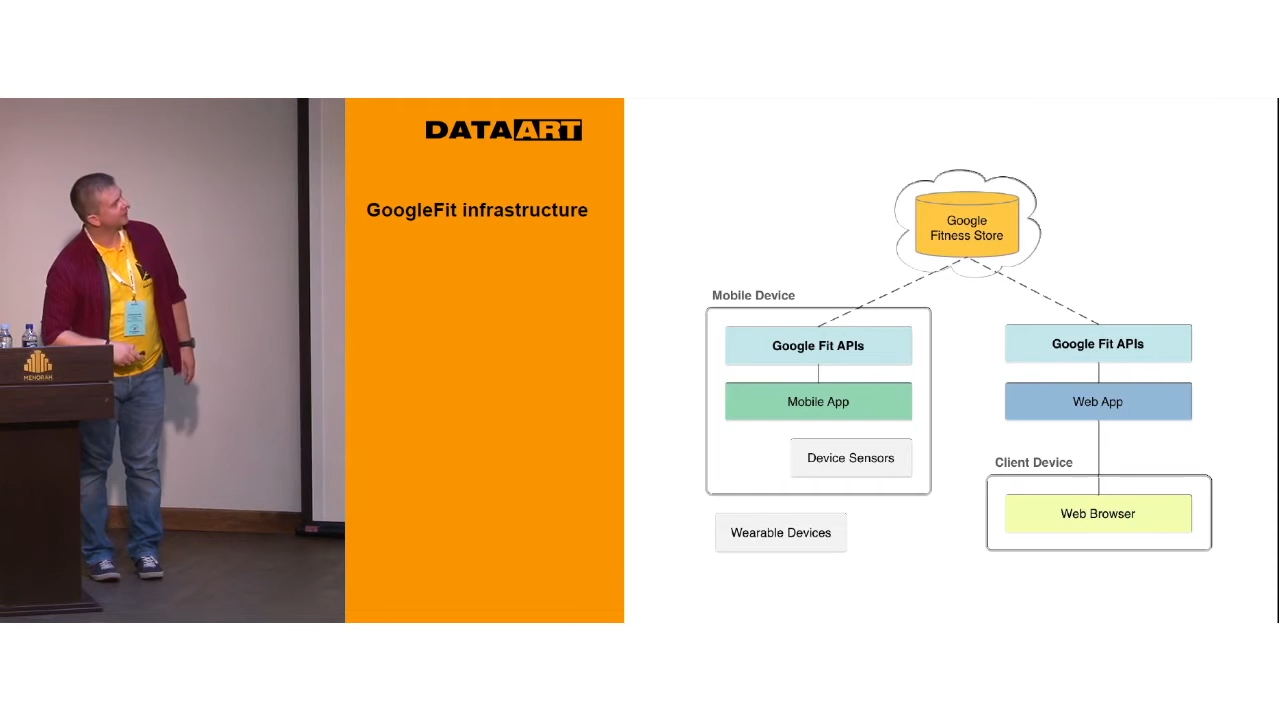 MENORAH
DATAART
GoogleFit infrastructure
Google
Fitness Store
Mobile Device
Google Fit APIs
Mobile App
Device Sensors
Wearable Devices
Google Fit APIs
Web App
Client Device
Web Browser